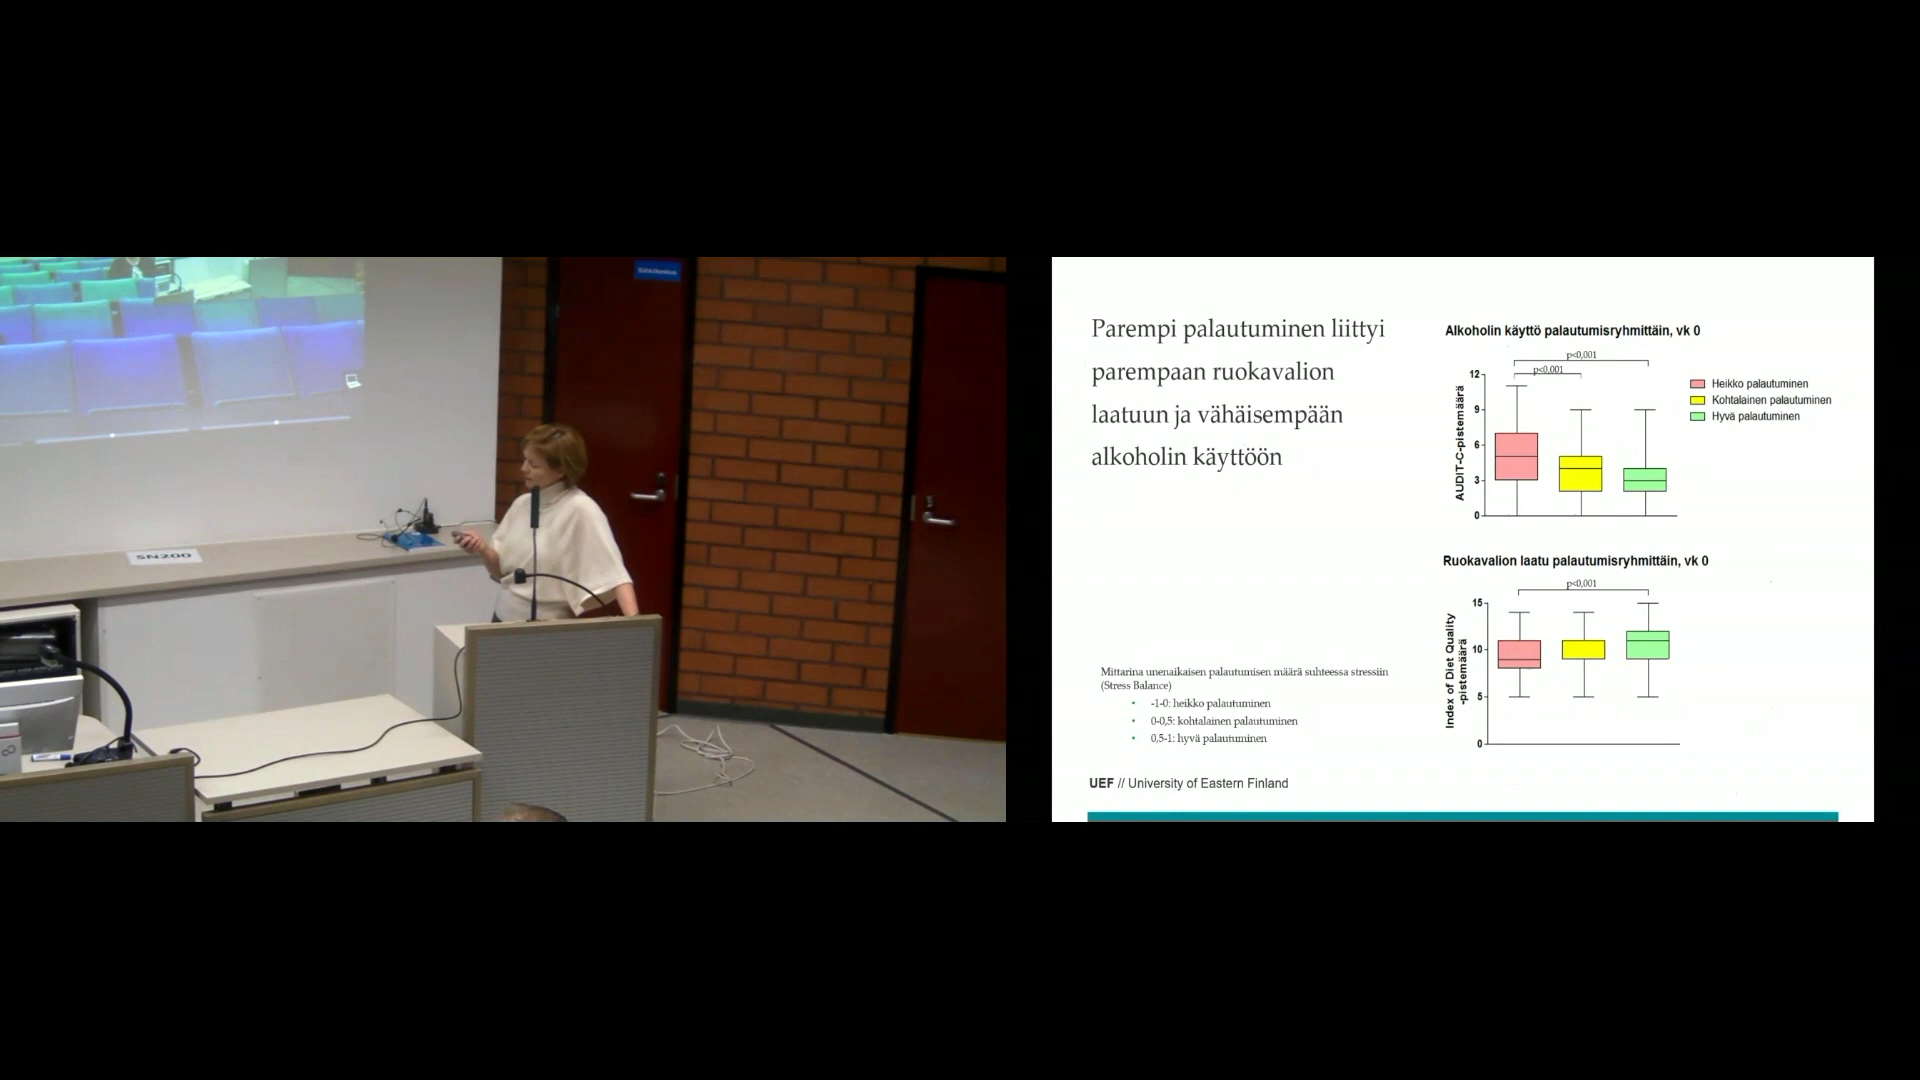 Sähkökeskus
SN200
Parempi palautuminen liittyi
parempaan ruokavalion
laatuun ja vähäisempään
alkoholin käyttöön
Mittarina unenaikaisen palautumisen määrä suhteessa stressiin
(Stress Balance)
• -1-0: heikko palautuminen
• 0-0,5: kohtalainen palautuminen
• 0,5-1: hyvä palautuminen
UEF // University of Eastern Finland
Alkoholin käyttö palautumisryhmittäin, vk 0
p<0,001
p<0,001
AUDIT-C-pistemäärä
12
9
6
3
0
Heikko palautuminen
Kohtalainen palautuminen
Hyvä palautuminen
Ruokavalion laatu palautumisryhmittäin, vk 0
p<0,001
Index of Diet Quality
-pistemäärä
15
10
5
0